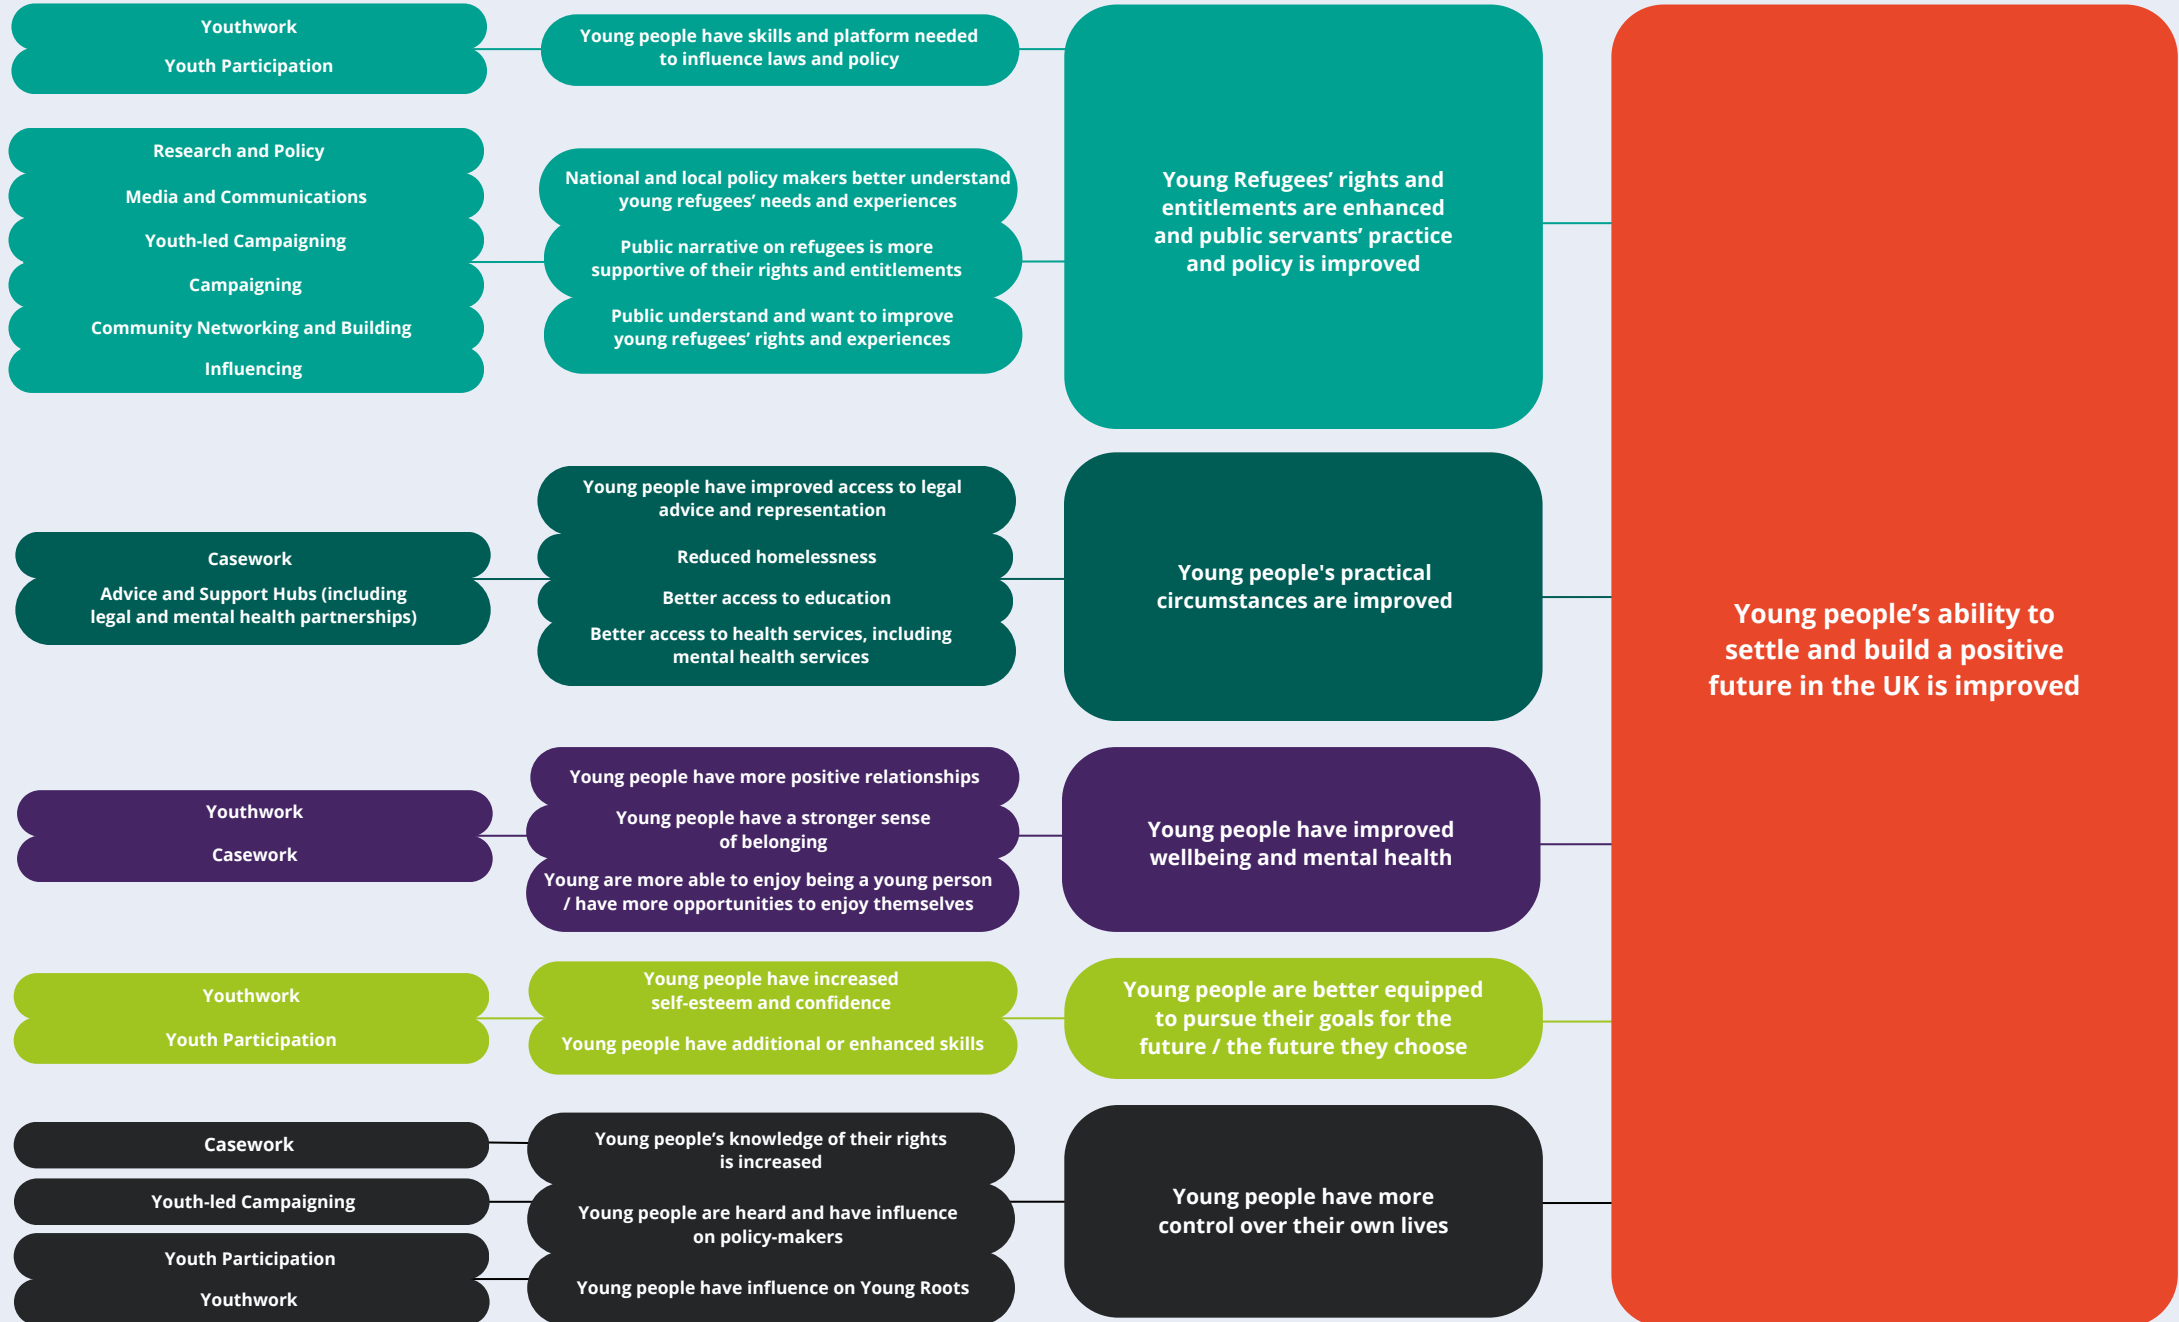 Youthwork
Youth Participation
Young people have skills and platform needed
to influence laws and policy
Research and Policy
Media and Communications
Youth-led Campaigning
Campaigning
Community Networking and Building
Influencing
National and local policy makers better understand
young refugees’ needs and experiences
Public narrative on refugees is more
supportive of their rights and entitlements
Public understand and want to improve
young refugees’ rights and experiences
Young Refugees’ rights and
entitlements are enhanced
and public servants’ practice
and policy is improved
Casework
Advice and Support Hubs (including
legal and mental health partnerships)
Young people have improved access to legal
advice and representation
Reduced homelessness
Better access to education
Better access to health services, including
mental health services
Young people's practical
circumstances are improved
Youthwork
Casework
Young people have more positive relationships
Young people have a stronger sense
of belonging
Young are more able to enjoy being a young person
/ have more opportunities to enjoy themselves
Young people have improved
wellbeing and mental health
Youthwork
Youth Participation
Young people have increased
self-esteem and confidence
Young people have additional or enhanced skills
Young people are better equipped
to pursue their goals for the
future / the future they choose
Casework
Youth-led Campaigning
Youth Participation
Youthwork
Young people’s knowledge of their rights
is increased
Young people are heard and have influence
on policy-makers
Young people have influence on Young Roots
Young people have more
control over their own lives
Young people’s ability to
settle and build a positive
future in the UK is improved